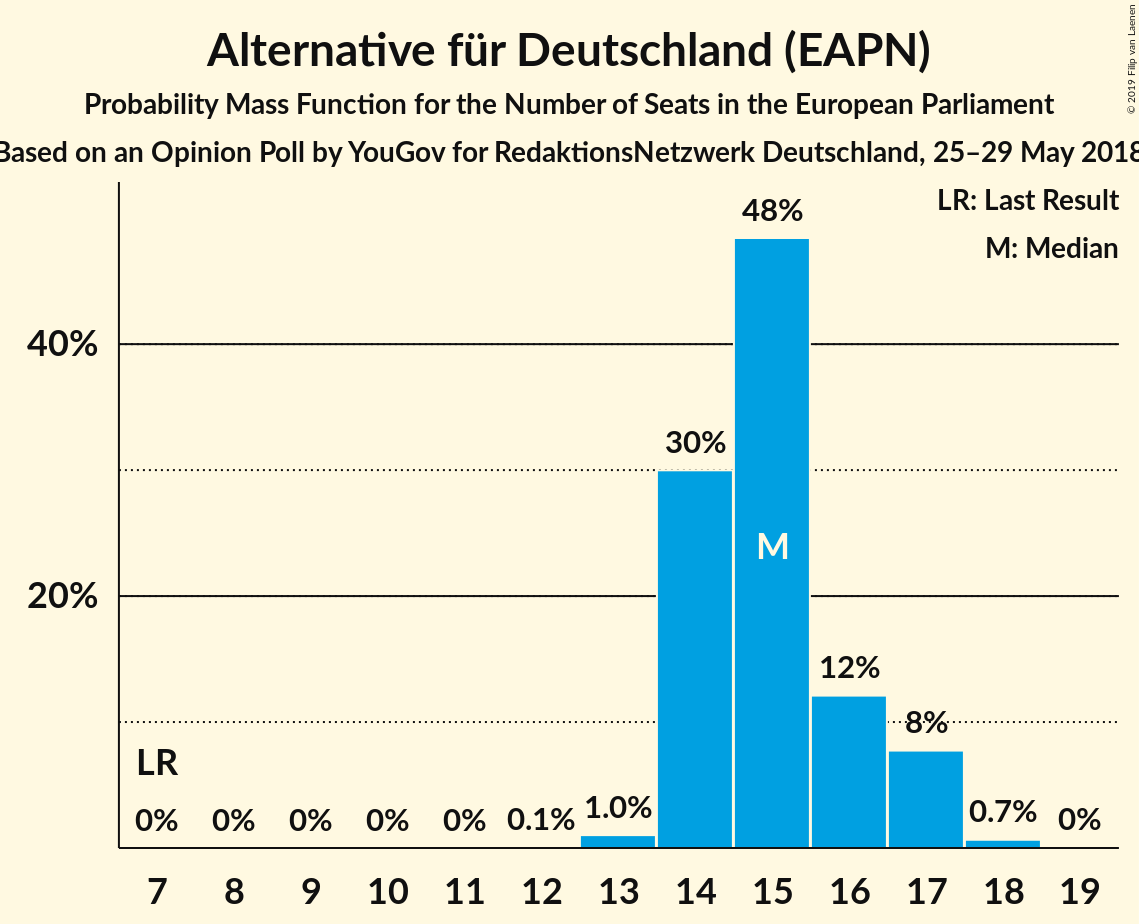 Alternative für Deutschland (EAPN)
Probability Mass Function for the Number of Seats in the European Parliament
Based on an Opinion Poll by YouGov for RedaktionsNetzwerk Deutschland, 25–29 May 2018
© 2019 Filip van Laenen
LR: Last Result
M: Median
48%
40%
30%
M
20%
12%
8%
LR
0% 0% 0% 0% 0% 0.1% 1.0% 0.7% 0%
7 8 9 10 11 12 13 14 15 16 17 18 19